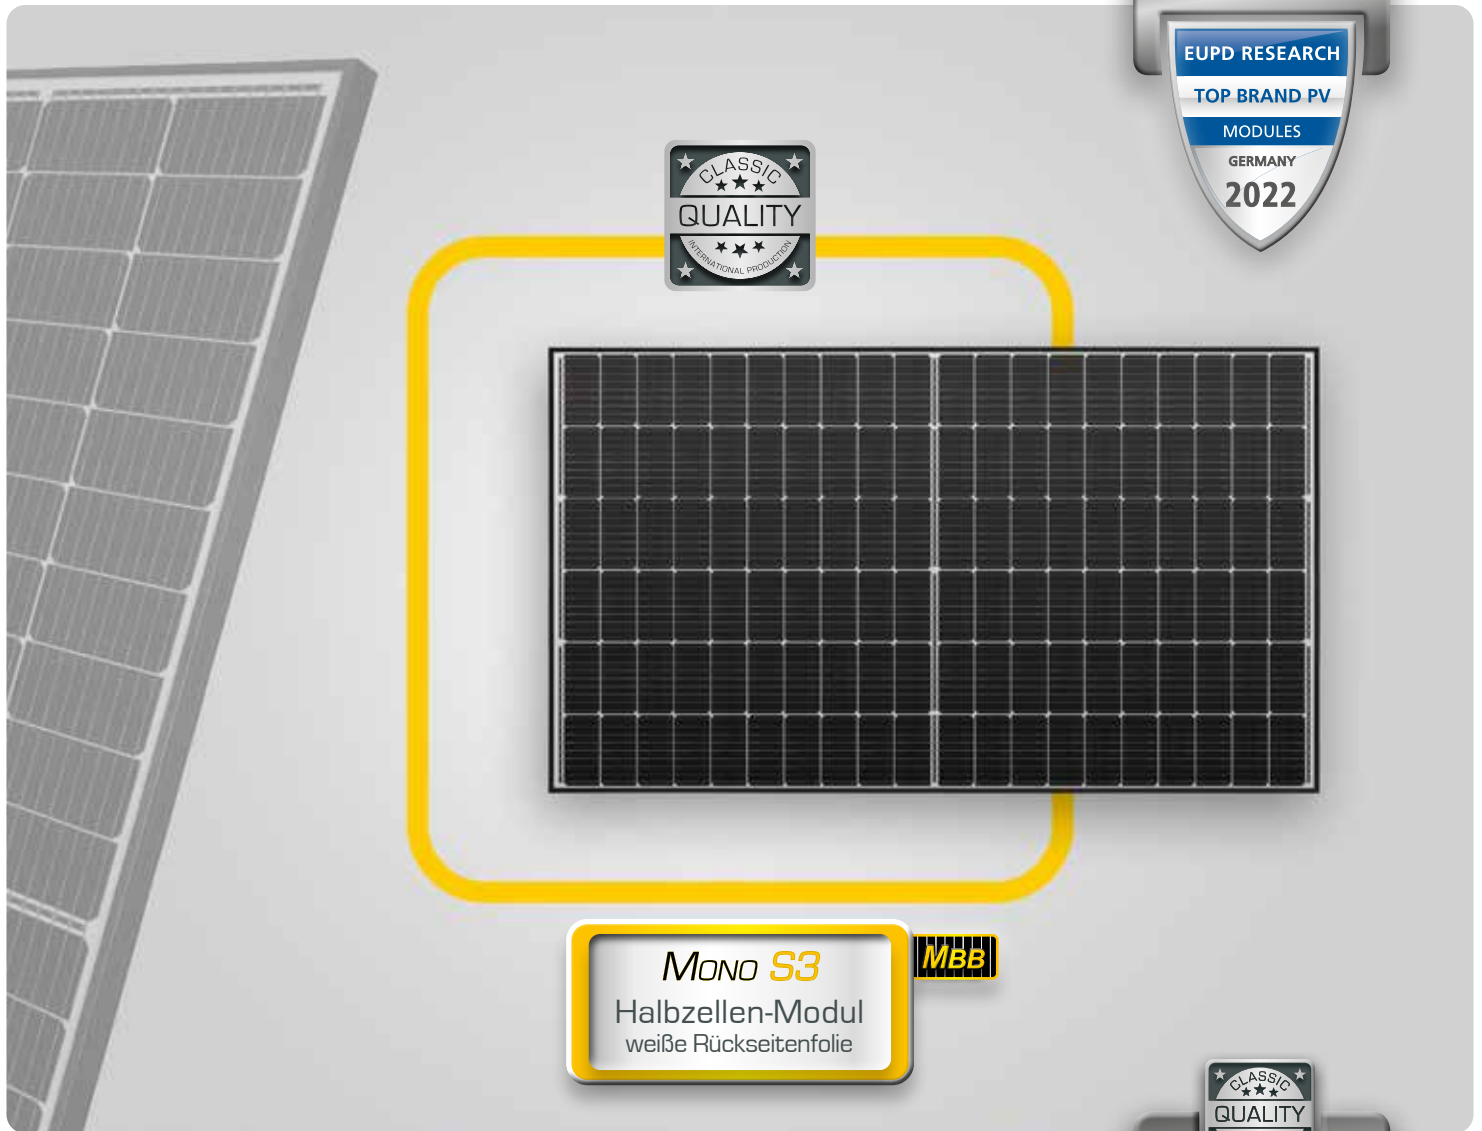 EUPD RESEARCH
TOP BRAND PV
MODULES
GERMANY
2022
CLASSIC
QUALITY
INTERNATIONAL PRODUCTION
MONO S3
MBB
Halbzellen-Modul
weiße Rückseitenfolie
CLASSIC
QUALITY